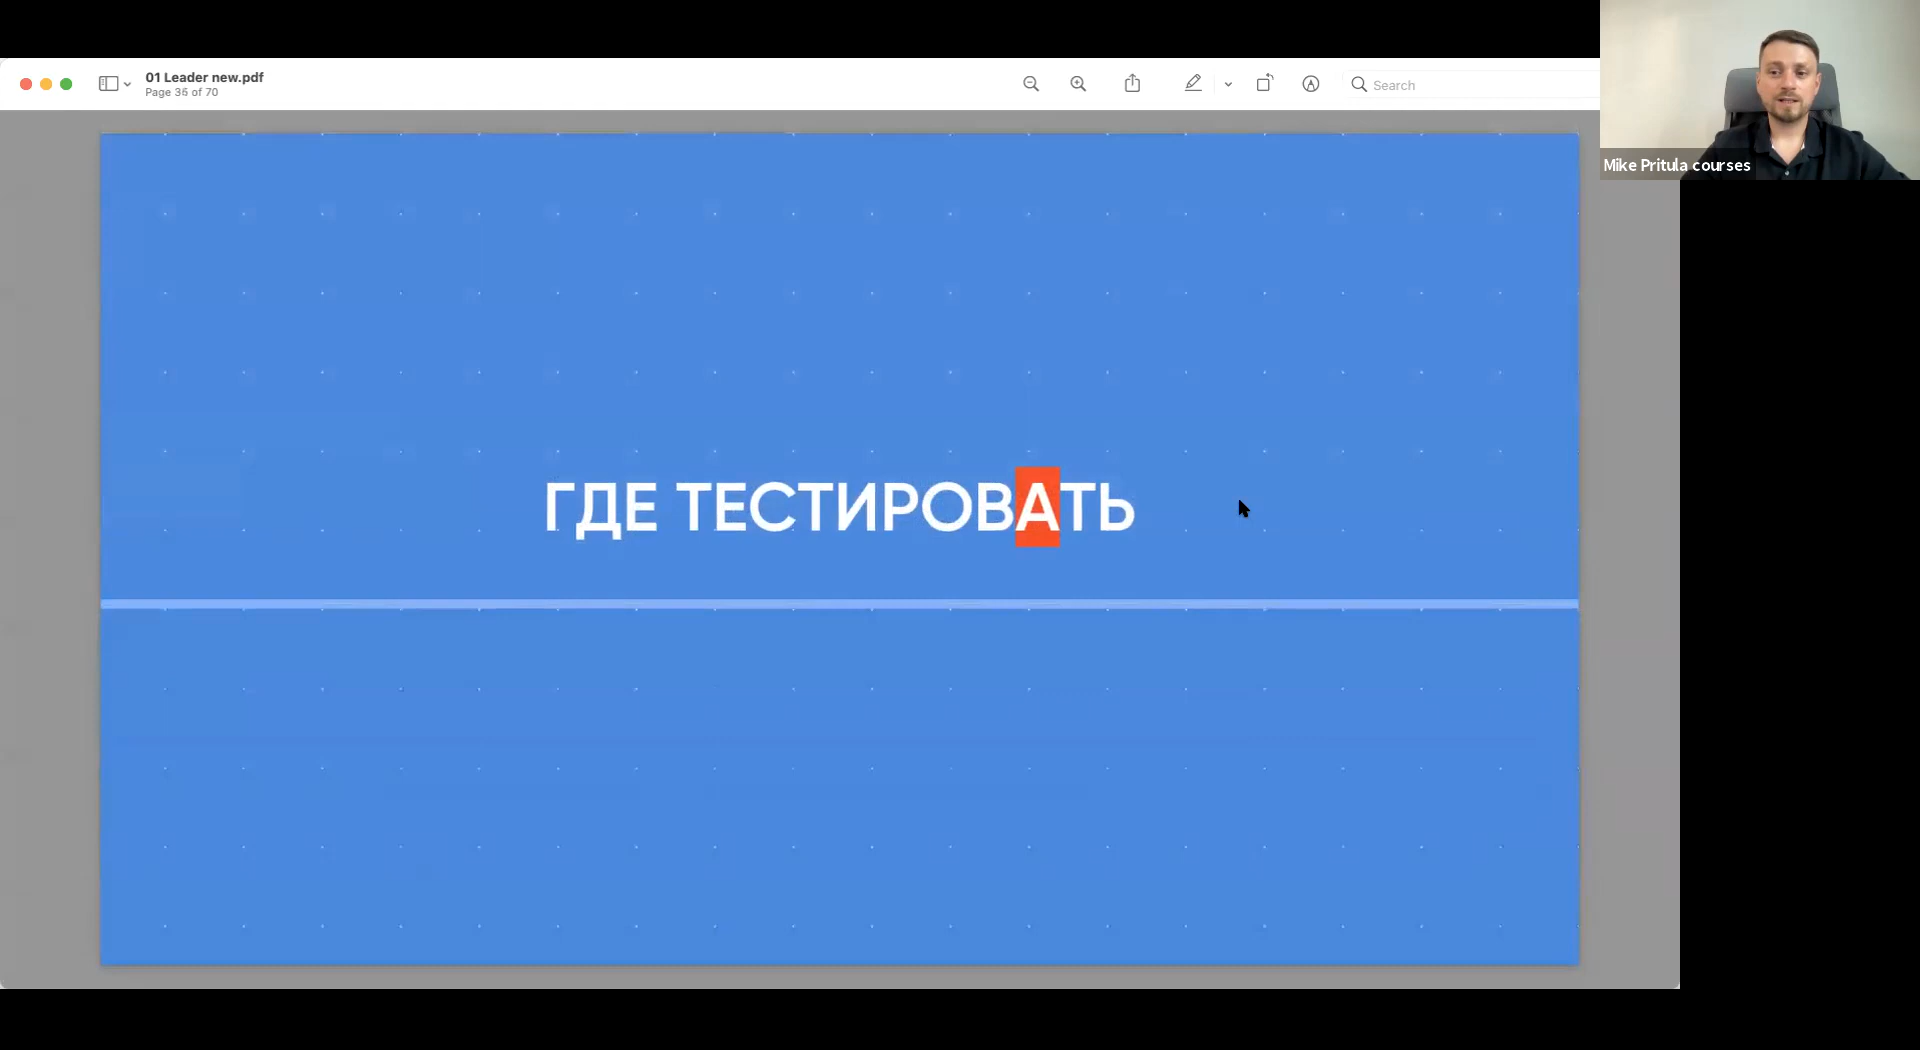 01 Leader new.pdf
Page 36 of 70
Search
Mike Pritula courses
ГДЕ ТЕСТИРОВАТЬ